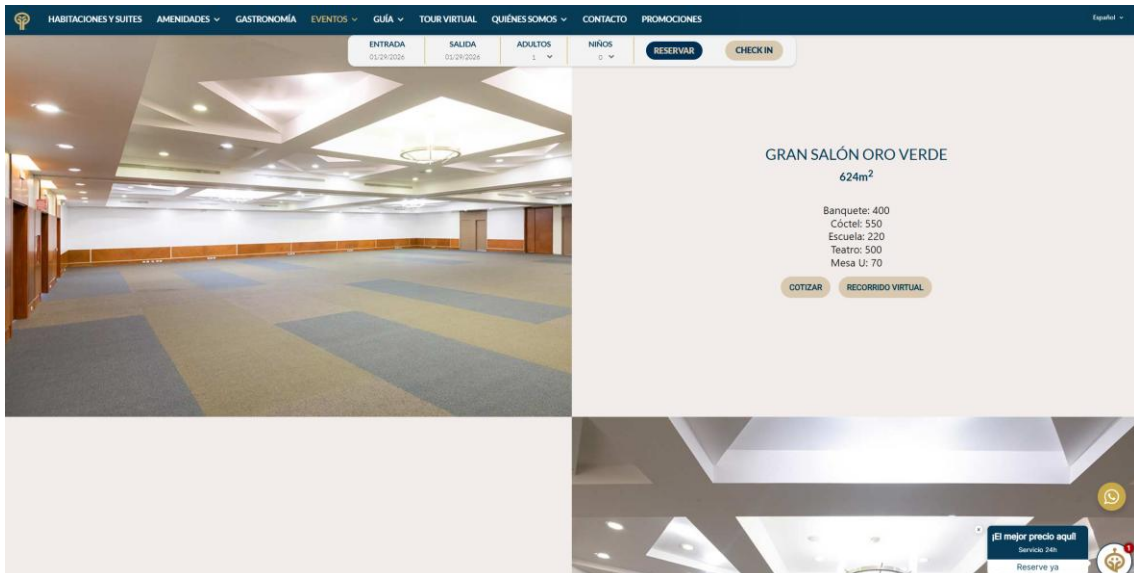 HABITACIONES Y SUITES AMENIDADES GASTRONOMÍA EVENTOS GUÍA TOUR VIRTUAL QUIÉNES SOMOS CONTACTO PROMOCIONES Español
ENTRADA SALIDA ADULTOS NIÑOS RESERVAR CHECK IN
01/29/2026 01/29/2026 1 0
GRAN SALÓN ORO VERDE
624m²
Banquete: 400
Cóctel: 550
Escuela: 220
Teatro: 500
Mesa U: 70
COTIZAR RECORRIDO VIRTUAL
¡El mejor precio aquí!
Servicio 24h
Reserve ya
1